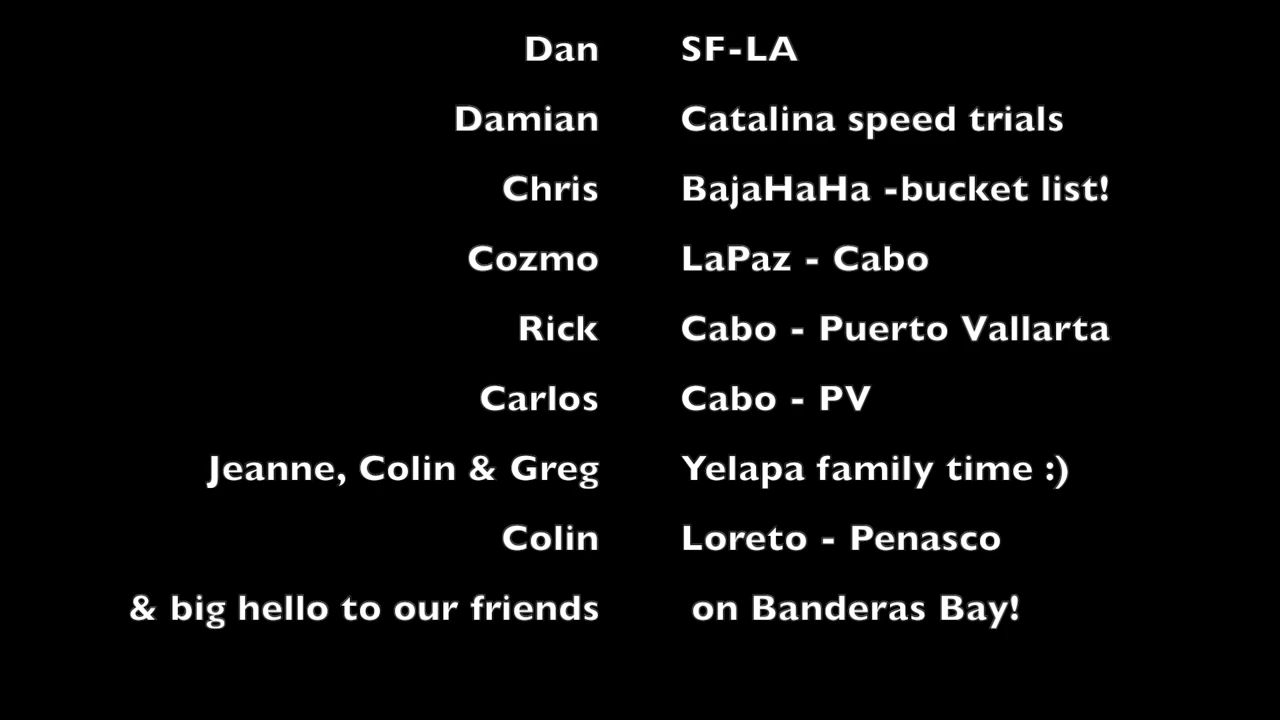 Dan SF-LA
Damian Catalina speed trials
Chris BajaHaHa -bucket list!
Cozmo LaPaz - Cabo
Rick Cabo - Puerto Vallarta
Carlos Cabo - PV
Jeanne, Colin & Greg Yelapa family time :)
Colin Loreto - Penasco
& big hello to our friends on Banderas Bay!